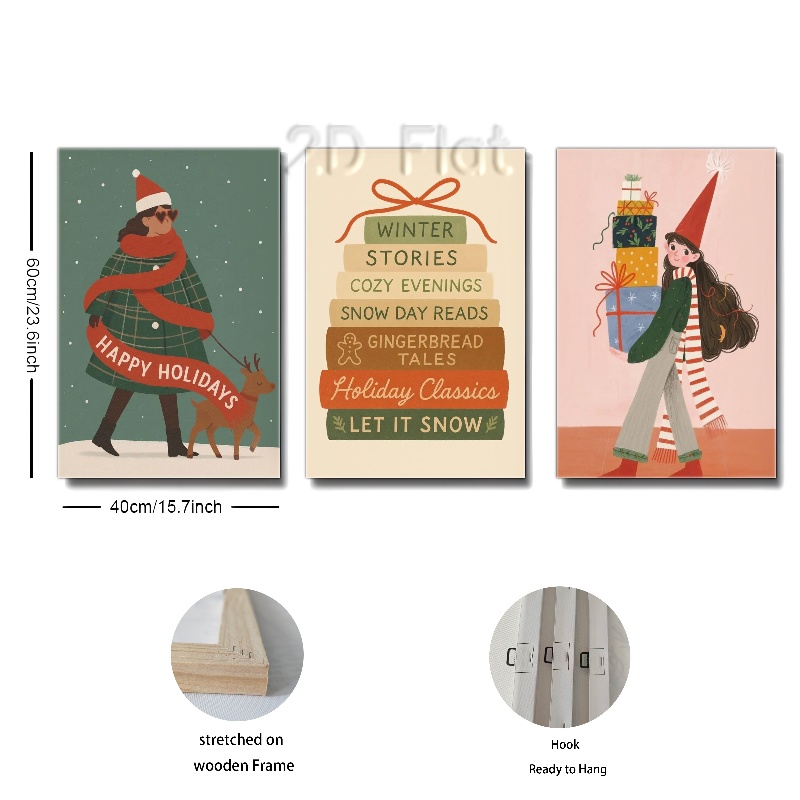 2D Flat
60cm/23.6inch
40cm/15.7inch
HAPPY HOLIDAYS
WINTER
STORIES
COZY EVENINGS
SNOW DAY READS
GINGERBREAD
TALES
Holiday Classics
LET IT SNOW
stretched on
wooden Frame
Hook
Ready to Hang